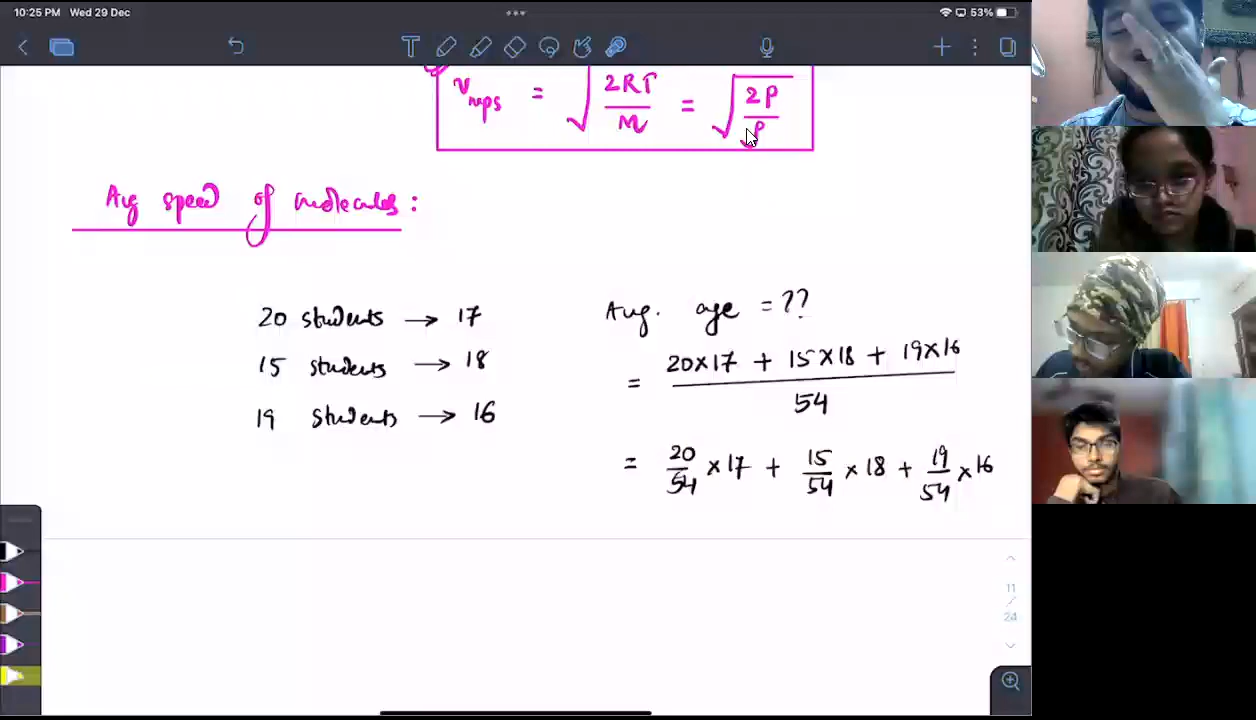 10:25 PM Wed 29 Dec
53%
T
v_mps = √(2RT/M) = √(2P/ρ)
Avg speed of molecules:
20 students → 17
15 students → 18
19 students → 16
Avg. age = ??
= (20×17 + 15×18 + 19×16)/54
= 20/54 ×17 + 15/54 × 18 + 19/54 ×16
11
/
24